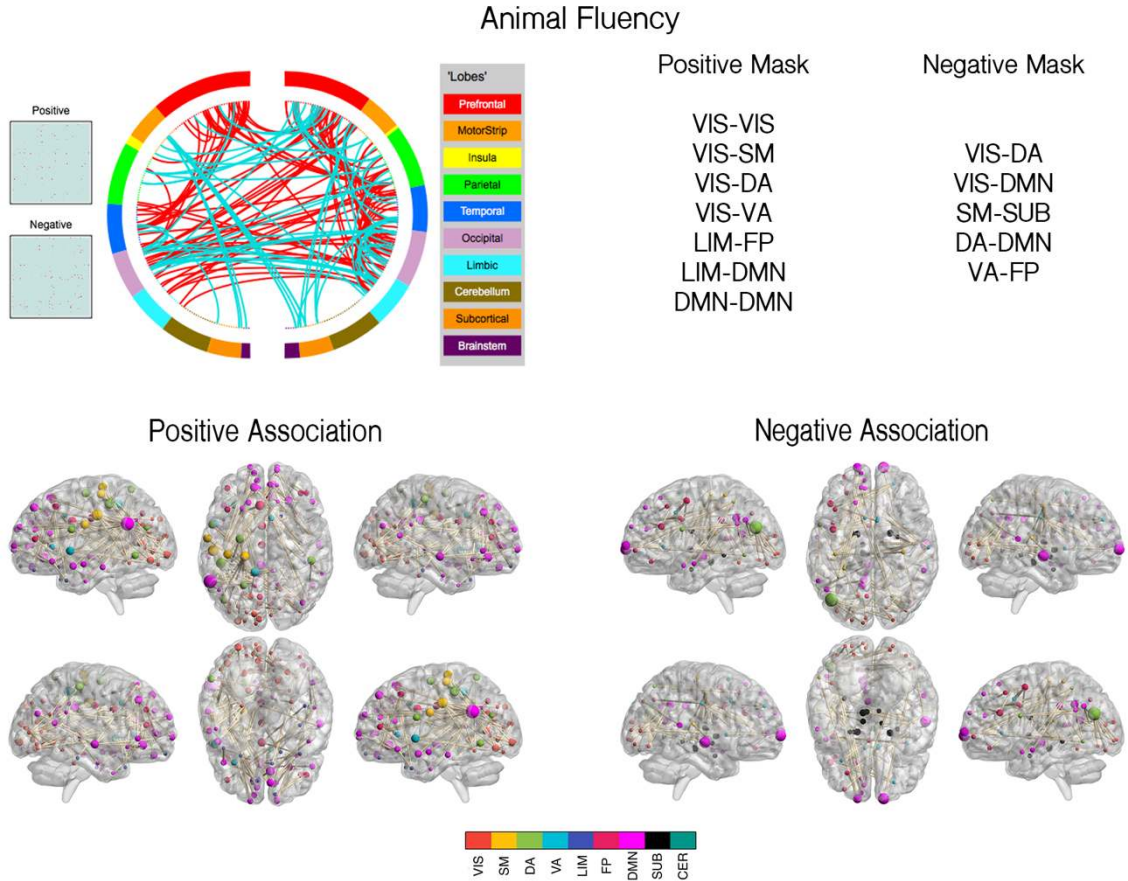 Animal Fluency
Positive
Negative
'Lobes'
Prefrontal
MotorStrip
Insula
Parietal
Temporal
Occipital
Limbic
Cerebellum
Subcortical
Brainstem
Positive Mask
VIS-VIS
VIS-SM
VIS-DA
VIS-VA
LIM-FP
LIM-DMN
DMN-DMN
Negative Mask
VIS-DA
VIS-DMN
SM-SUB
DA-DMN
VA-FP
Positive Association
Negative Association
VIS
SM
DA
VA
LIM
FP
DMN
SUB
CER